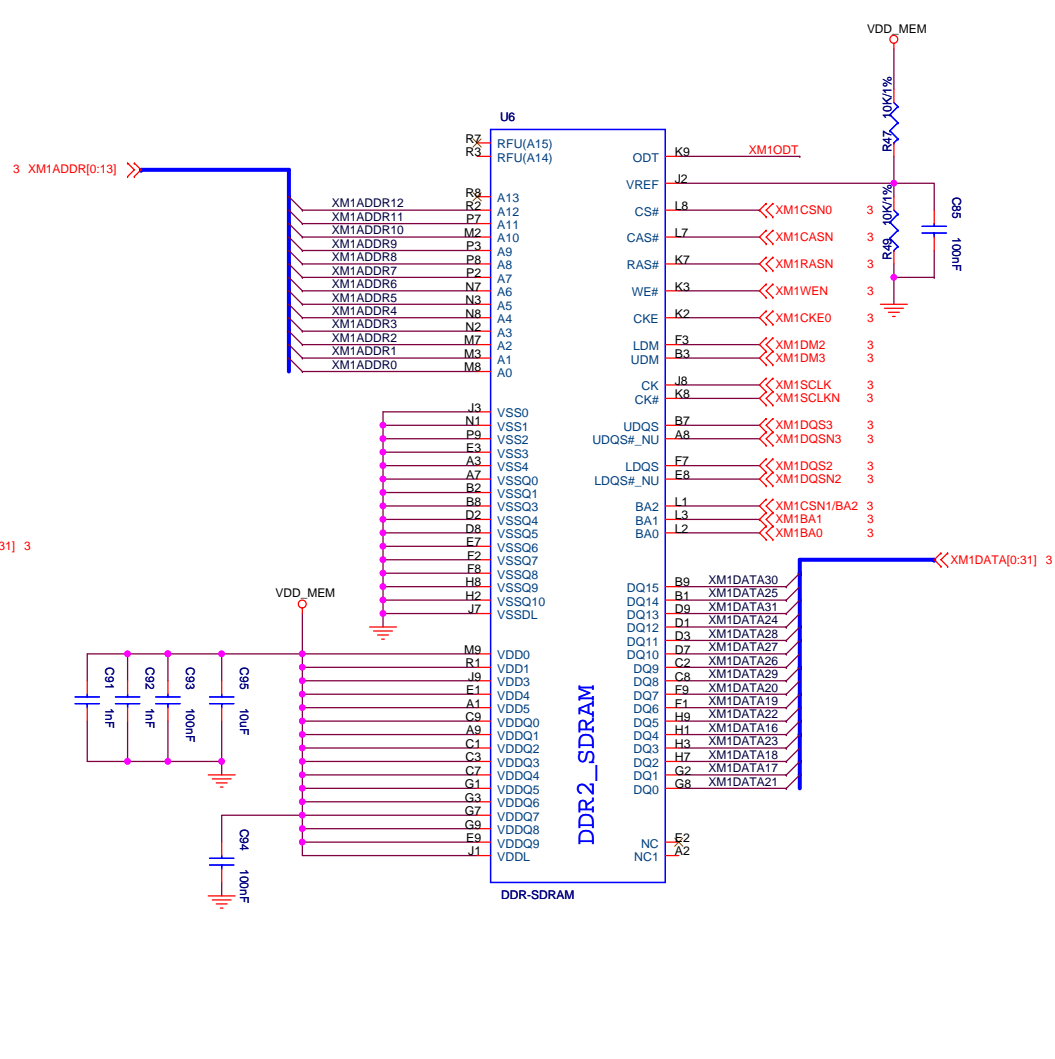 VDD_MEM
R47 10K/1%
U6
R7 RFU(A15)
R3 RFU(A14)
3 XM1ADDR[0:13]
R8 A13
XM1ADDR12 R2 A12
XM1ADDR11 P7 A11
XM1ADDR10 M2 A10
XM1ADDR9 P3 A9
XM1ADDR8 P8 A8
XM1ADDR7 P2 A7
XM1ADDR6 N7 A6
XM1ADDR5 N3 A5
XM1ADDR4 N8 A4
XM1ADDR3 N2 A3
XM1ADDR2 M7 A2
XM1ADDR1 M3 A1
XM1ADDR0 M8 A0
J3 VSS0
N1 VSS1
P9 VSS2
E3 VSS3
A3 VSS4
A7 VSSQ0
B2 VSSQ1
B8 VSSQ3
D2 VSSQ4
D8 VSSQ5
E7 VSSQ6
F2 VSSQ7
F8 VSSQ8
H8 VSSQ9
H2 VSSQ10
J7 VSSDL
31] 3
VDD_MEM
M9 VDD0
R1 VDD1
J9 VDD3
E1 VDD4
A1 VDD5
C9 VDDQ0
A9 VDDQ1
C1 VDDQ2
C3 VDDQ3
C7 VDDQ4
G1 VDDQ5
G3 VDDQ6
G7 VDDQ7
G9 VDDQ8
E9 VDDQ9
J1 VDDL
C91 1nF
C92 1nF
C93 100nF
C95 10uF
C94 100nF
DDR2_SDRAM
ODT K9 XM1ODT
VREF J2
CS# L8 XM1CSN0 3
CAS# L7 XM1CASN 3
RAS# K7 XM1RASN 3
WE# K3 XM1WEN 3
CKE K2 XM1CKE0 3
LDM F3 XM1DM2 3
UDM B3 XM1DM3 3
CK J8 XM1SCLK 3
CK# K8 XM1SCLKN 3
UDQS B7 XM1DQS3 3
UDQS#_NU A8 XM1DQSN3 3
LDQS F7 XM1DQS2 3
LDQS#_NU E8 XM1DQSN2 3
BA2 L1 XM1CSN1/BA2 3
BA1 L3 XM1BA1 3
BA0 L2 XM1BA0 3
R49 10K/1%
C85 100nF
XM1DATA[0:31] 3
DQ15 B9 XM1DATA30
DQ14 B1 XM1DATA25
DQ13 D9 XM1DATA31
DQ12 D1 XM1DATA24
DQ11 D3 XM1DATA28
DQ10 D7 XM1DATA27
DQ9 C2 XM1DATA26
DQ8 C8 XM1DATA29
DQ7 F9 XM1DATA20
DQ6 F1 XM1DATA19
DQ5 H9 XM1DATA22
DQ4 H1 XM1DATA16
DQ3 H3 XM1DATA23
DQ2 H7 XM1DATA18
DQ1 G2 XM1DATA17
DQ0 G8 XM1DATA21
NC E2
NC1 A2
DDR-SDRAM